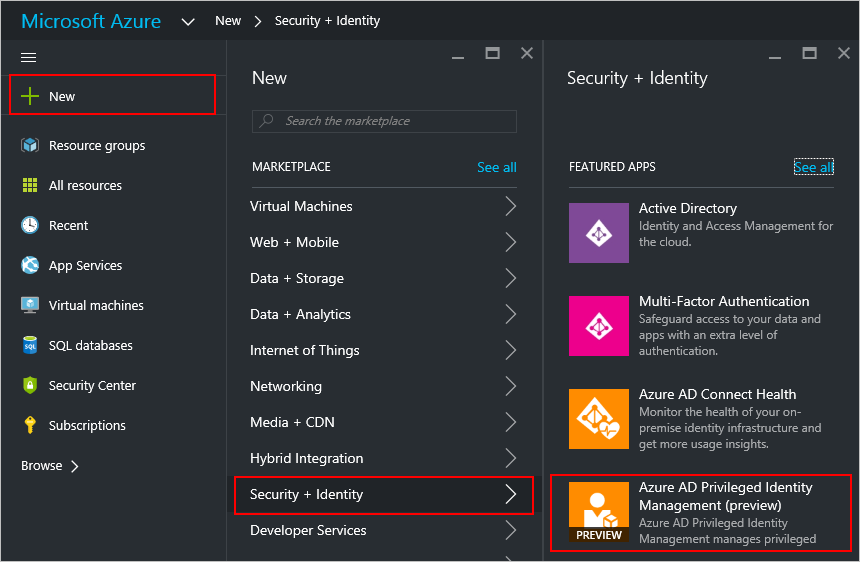 Microsoft Azure New Security + Identity
New
Resource groups
All resources
Recent
App Services
Virtual machines
SQL
SQL databases
Security Center
Subscriptions
Browse
New
Search the marketplace
MARKETPLACE See all
Virtual Machines
Web + Mobile
Data + Storage
Data + Analytics
Internet of Things
Networking
Media + CDN
Hybrid Integration
Security + Identity
Developer Services
Security + Identity
FEATURED APPS See all
Active Directory
Identity and Access Management for
the cloud.
Multi-Factor Authentication
Safeguard access to your data and
apps with an extra level of
authentication.
Azure AD Connect Health
Monitor the health of your on-
premise identity infrastructure and
get more usage insights.
PREVIEW
Azure AD Privileged Identity
Management (preview)
Azure AD Privileged Identity
Management manages privileged